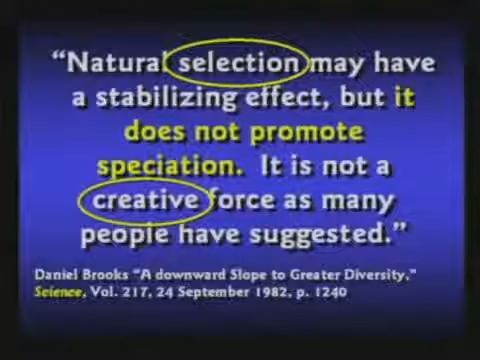 “Natural selection may have
a stabilizing effect, but it
does not promote
speciation. It is not a
creative force as many
people have suggested.”
Daniel Brooks “A downward Slope to Greater Diversity,”
Science, Vol. 217, 24 September 1982, p. 1240